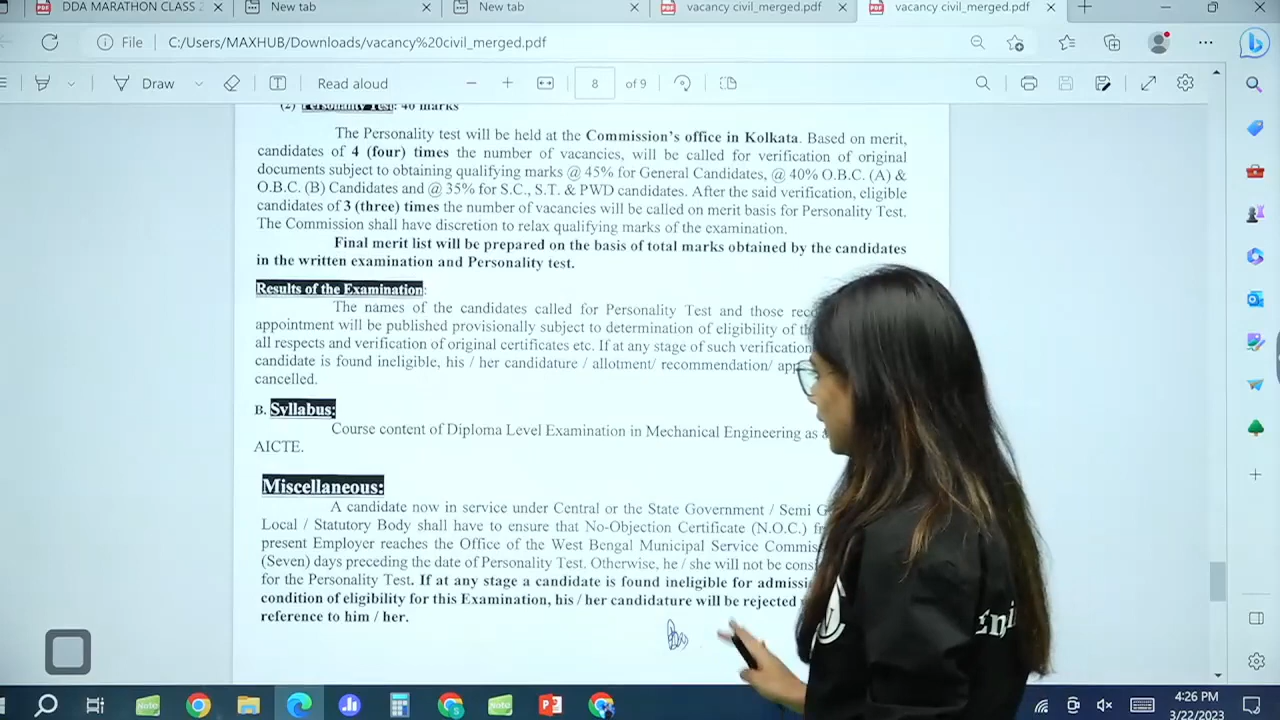 DDA MARATHON CLASS 2
New tab
New tab
vacancy civil_merged.pdf
vacancy civil_merged.pdf
File C:/Users/MAXHUB/Downloads/vacancy%20civil_merged.pdf
Draw
Read aloud
8 of 9
(2) Personality Test: 40 marks
The Personality test will be held at the Commission's office in Kolkata. Based on merit,
candidates of 4 (four) times the number of vacancies, will be called for verification of original
documents subject to obtaining qualifying marks @ 45% for General Candidates, @ 40% O.B.C. (A) &
O.B.C. (B) Candidates and @ 35% for S.C., S.T. & PWD candidates. After the said verification, eligible
candidates of 3 (three) times the number of vacancies will be called on merit basis for Personality Test.
The Commission shall have discretion to relax qualifying marks of the examination.
Final merit list will be prepared on the basis of total marks obtained by the candidates
in the written examination and Personality test.
Results of the Examination:
The names of the candidates called for Personality Test and those
appointment will be published provisionally subject to determination of eligibility of
all respects and verification of original certificates etc. If at any stage of such verification
candidate is found ineligible, his / her candidature / allotment/ recommendation/
cancelled.
B. Syllabus:
Course content of Diploma Level Examination in Mechanical Engineering as
AICTE.
Miscellaneous:
A candidate now in service under Central or the State Government / Semi G
Local / Statutory Body shall have to ensure that No-Objection Certificate (N.O.C.)
present Employer reaches the Office of the West Bengal Municipal Service
(Seven) days preceding the date of Personality Test. Otherwise, he / she will not be
for the Personality Test. If at any stage a candidate is found ineligible for
condition of eligibility for this Examination, his / her candidature will be rejected
reference to him / her.
Engi
4:26 PM
3/22/2023